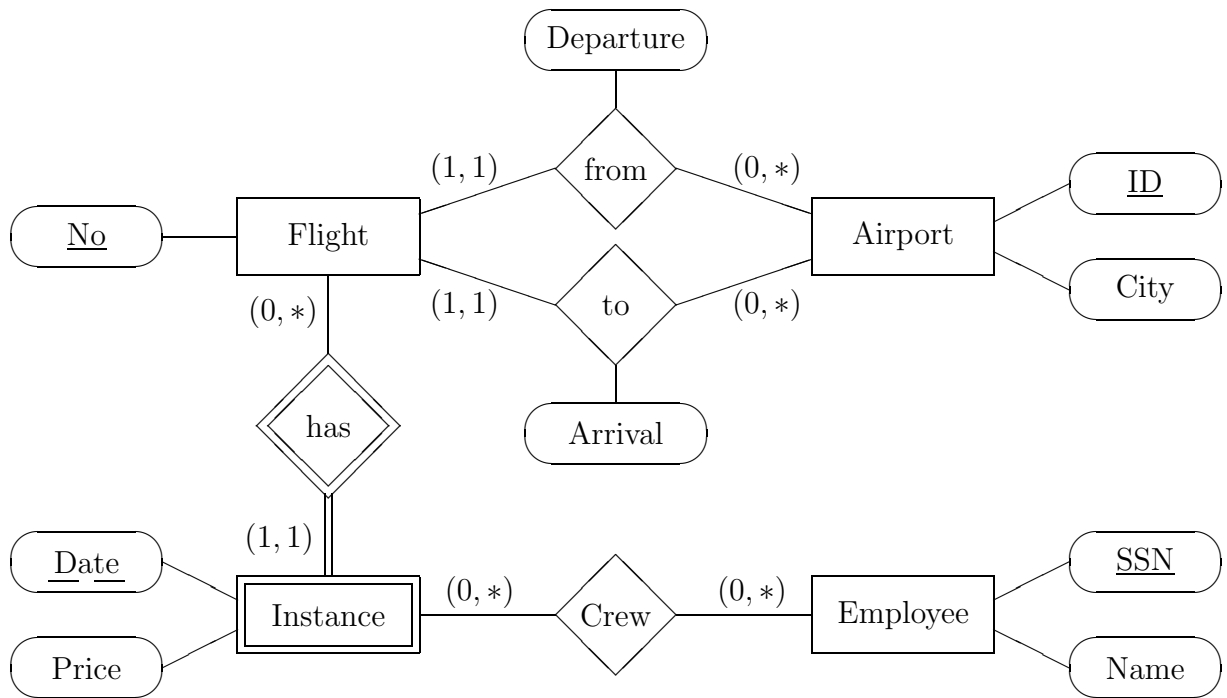 Departure
(1, 1)
from
(0, ∗)
ID
No
Flight
Airport
(0, ∗)
(1, 1)
to
(0, ∗)
City
has
Arrival
(1, 1)
Date
SSN
Instance
(0, ∗)
Crew
(0, ∗)
Employee
Price
Name